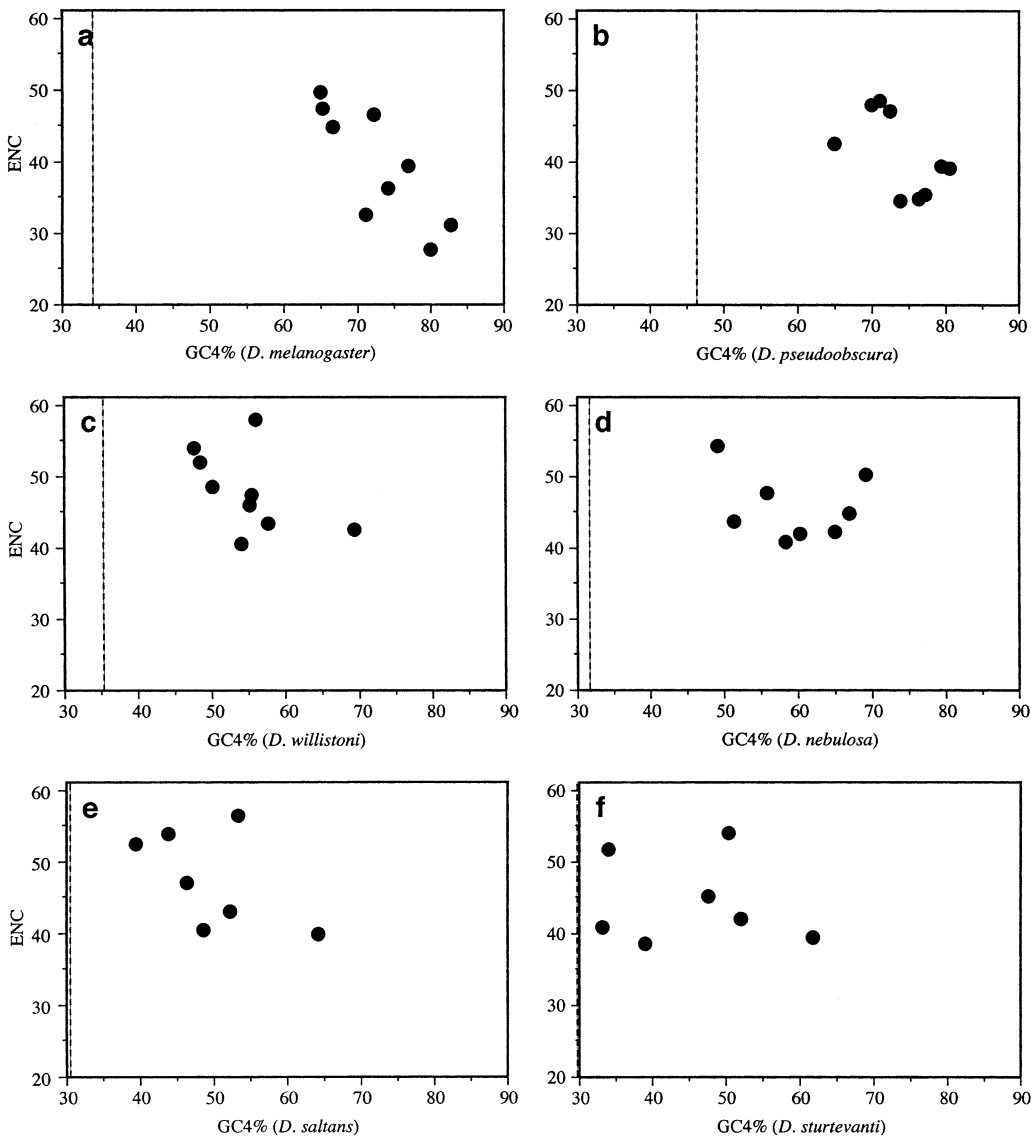 a
60
50
40
30
20
ENC
30 40 50 60 70 80 90
GC4% (D. melanogaster)
b
60
50
40
30
20
30 40 50 60 70 80 90
GC4% (D. pseudoobscura)
c
60
50
40
30
20
ENC
30 40 50 60 70 80 90
GC4% (D. willistoni)
d
60
50
40
30
20
30 40 50 60 70 80 90
GC4% (D. nebulosa)
e
60
50
40
30
20
ENC
30 40 50 60 70 80 90
GC4% (D. saltans)
f
60
50
40
30
20
30 40 50 60 70 80 90
GC4% (D. sturtevanti)